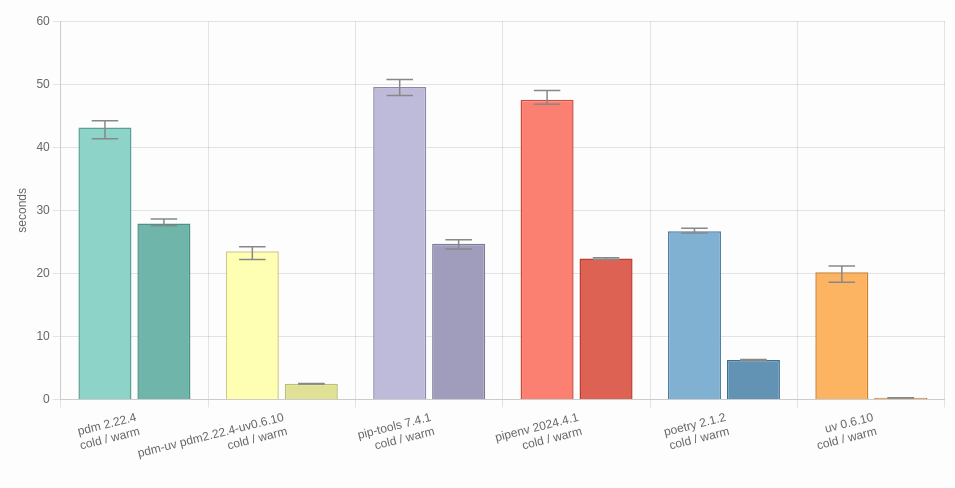 60
50
40
30
20
10
0
seconds
pdm 2.22.4
cold / warm
pdm-uv pdm2.22.4-uv0.6.10
cold / warm
pip-tools 7.4.1
cold / warm
pipenv 2024.4.1
cold / warm
poetry 2.1.2
cold / warm
uv 0.6.10
cold / warm